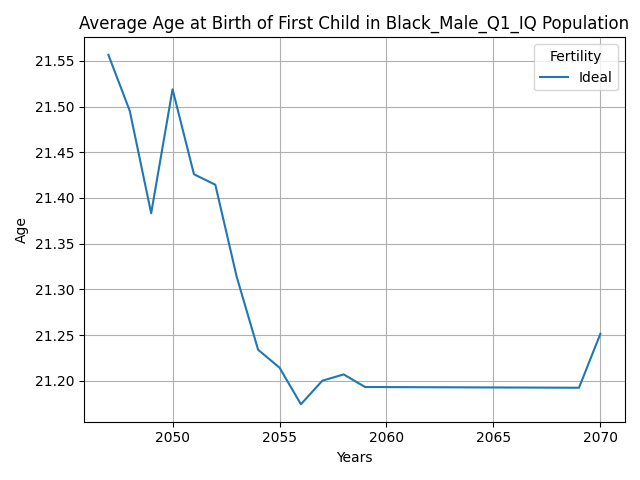 Average Age at Birth of First Child in Black_Male_Q1_IQ Population
Fertility
Ideal
21.55
21.50
21.45
21.40
21.35
21.30
21.25
21.20
Age
2050 2055 2060 2065 2070
Years